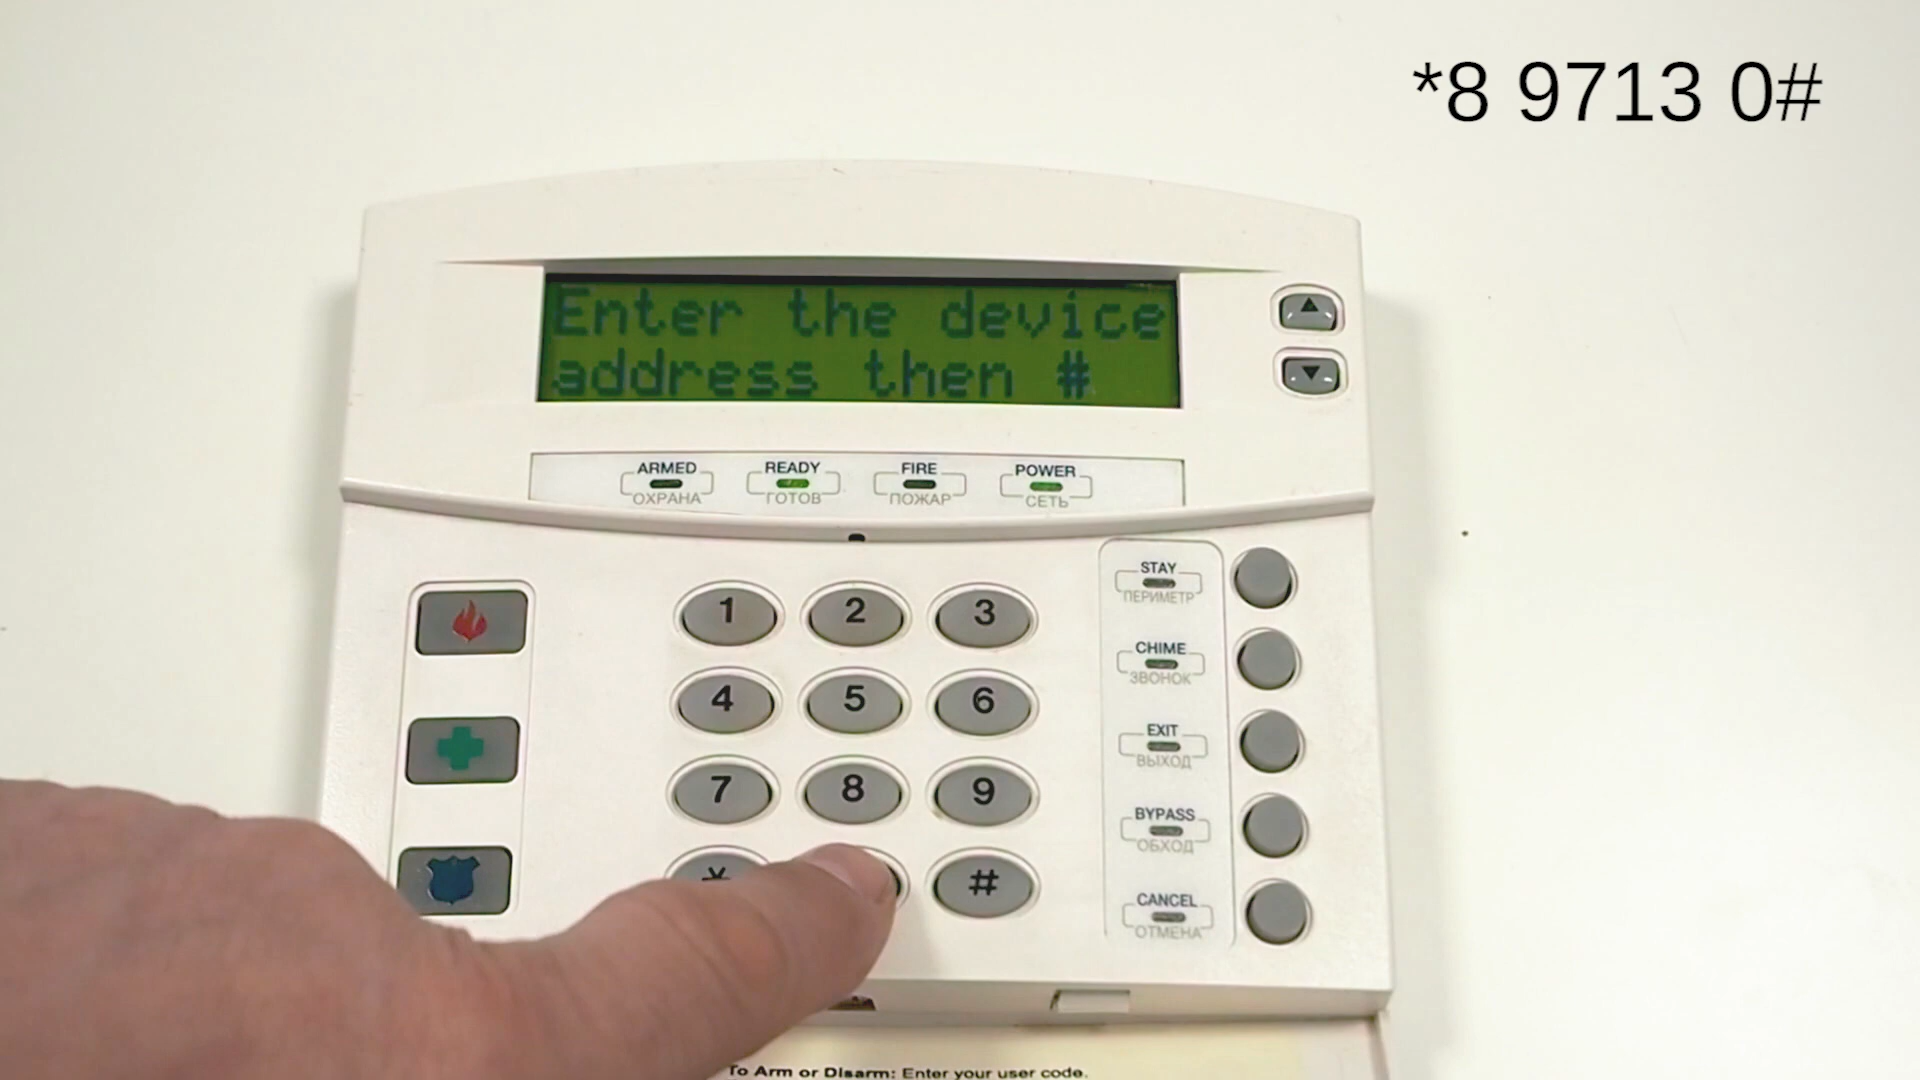 *8 9713 0#
Enter the device
address then #
ARMED
ОХРАНА
READY
ГОТОВ
FIRE
ПОЖАР
POWER
СЕТЬ
STAY
ПЕРИМЕТР
1 2 3
CHIME
ЗВОНОК
4 5 6
EXIT
ВЫХОД
7 8 9
BYPASS
ОБХОД
* #
CANCEL
ОТМЕНА
To Arm or Disarm: Enter your user code.